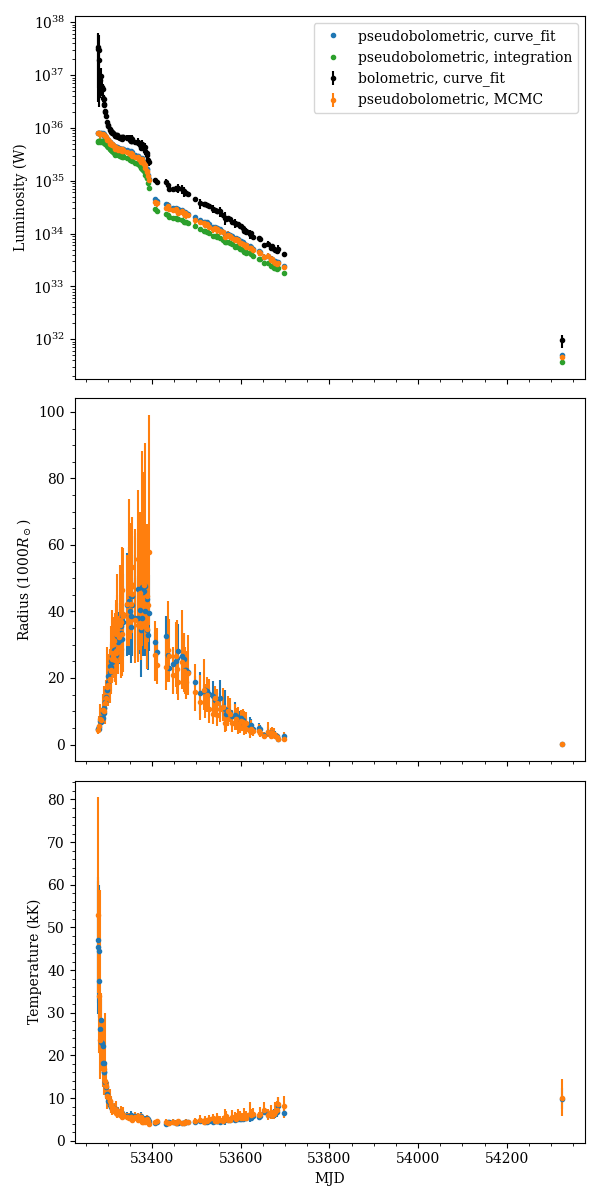 10^38
10^37
10^36
10^35
10^34
10^33
10^32
Luminosity (W)
pseudobolometric, curve_fit
pseudobolometric, integration
bolometric, curve_fit
pseudobolometric, MCMC
100
80
60
40
20
0
Radius (1000R_⊙)
80
70
60
50
40
30
20
10
0
Temperature (kK)
53400 53600 53800 54000 54200
MJD